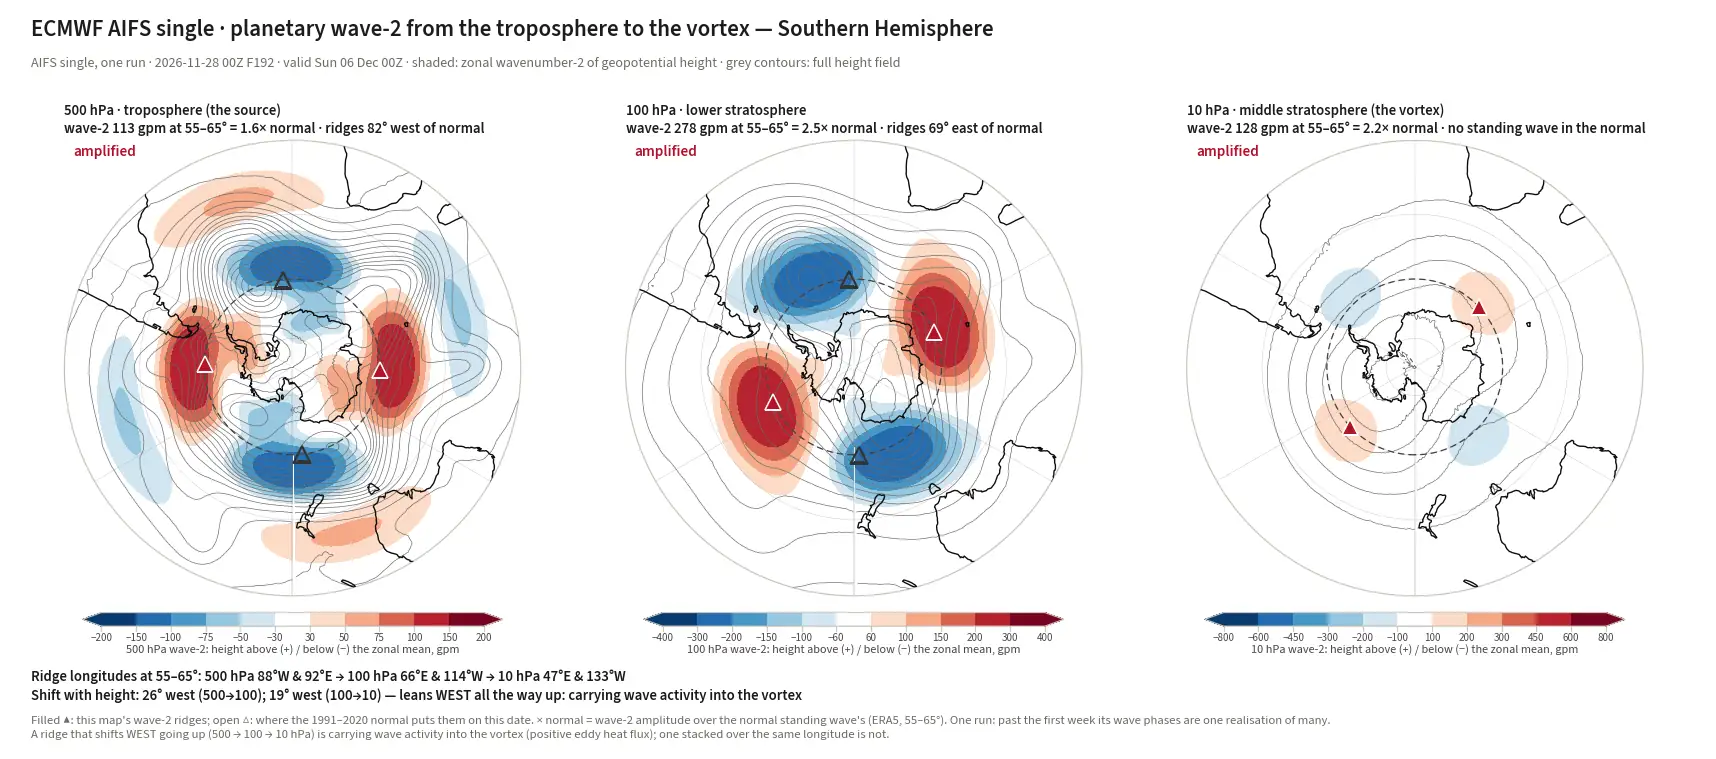 ECMWF AIFS single · planetary wave-2 from the troposphere to the vortex — Southern Hemisphere
AIFS single, one run · 2026-11-28 00Z F192 · valid Sun 06 Dec 00Z · shaded: zonal wavenumber-2 of geopotential height · grey contours: full height field
500 hPa · troposphere (the source)
wave-2 113 gpm at 55–65° = 1.6× normal · ridges 82° west of normal
amplified
100 hPa · lower stratosphere
wave-2 278 gpm at 55–65° = 2.5× normal · ridges 69° east of normal
amplified
10 hPa · middle stratosphere (the vortex)
wave-2 128 gpm at 55–65° = 2.2× normal · no standing wave in the normal
amplified
−200 −150 −100 −75 −50 −30 30 50 75 100 150 200
500 hPa wave-2: height above (+) / below (−) the zonal mean, gpm
−400 −300 −200 −150 −100 −60 60 100 150 200 300 400
100 hPa wave-2: height above (+) / below (−) the zonal mean, gpm
−800 −600 −450 −300 −200 −100 100 200 300 450 600 800
10 hPa wave-2: height above (+) / below (−) the zonal mean, gpm
Ridge longitudes at 55–65°: 500 hPa 88°W & 92°E → 100 hPa 66°E & 114°W → 10 hPa 47°E & 133°W
Shift with height: 26° west (500→100); 19° west (100→10) — leans WEST all the way up: carrying wave activity into the vortex
Filled ▲: this map's wave-2 ridges; open △: where the 1991–2020 normal puts them on this date. × normal = wave-2 amplitude over the normal standing wave's (ERA5, 55–65°). One run: past the first week its wave phases are one realisation of many.
A ridge that shifts WEST going up (500 → 100 → 10 hPa) is carrying wave activity into the vortex (positive eddy heat flux); one stacked over the same longitude is not.